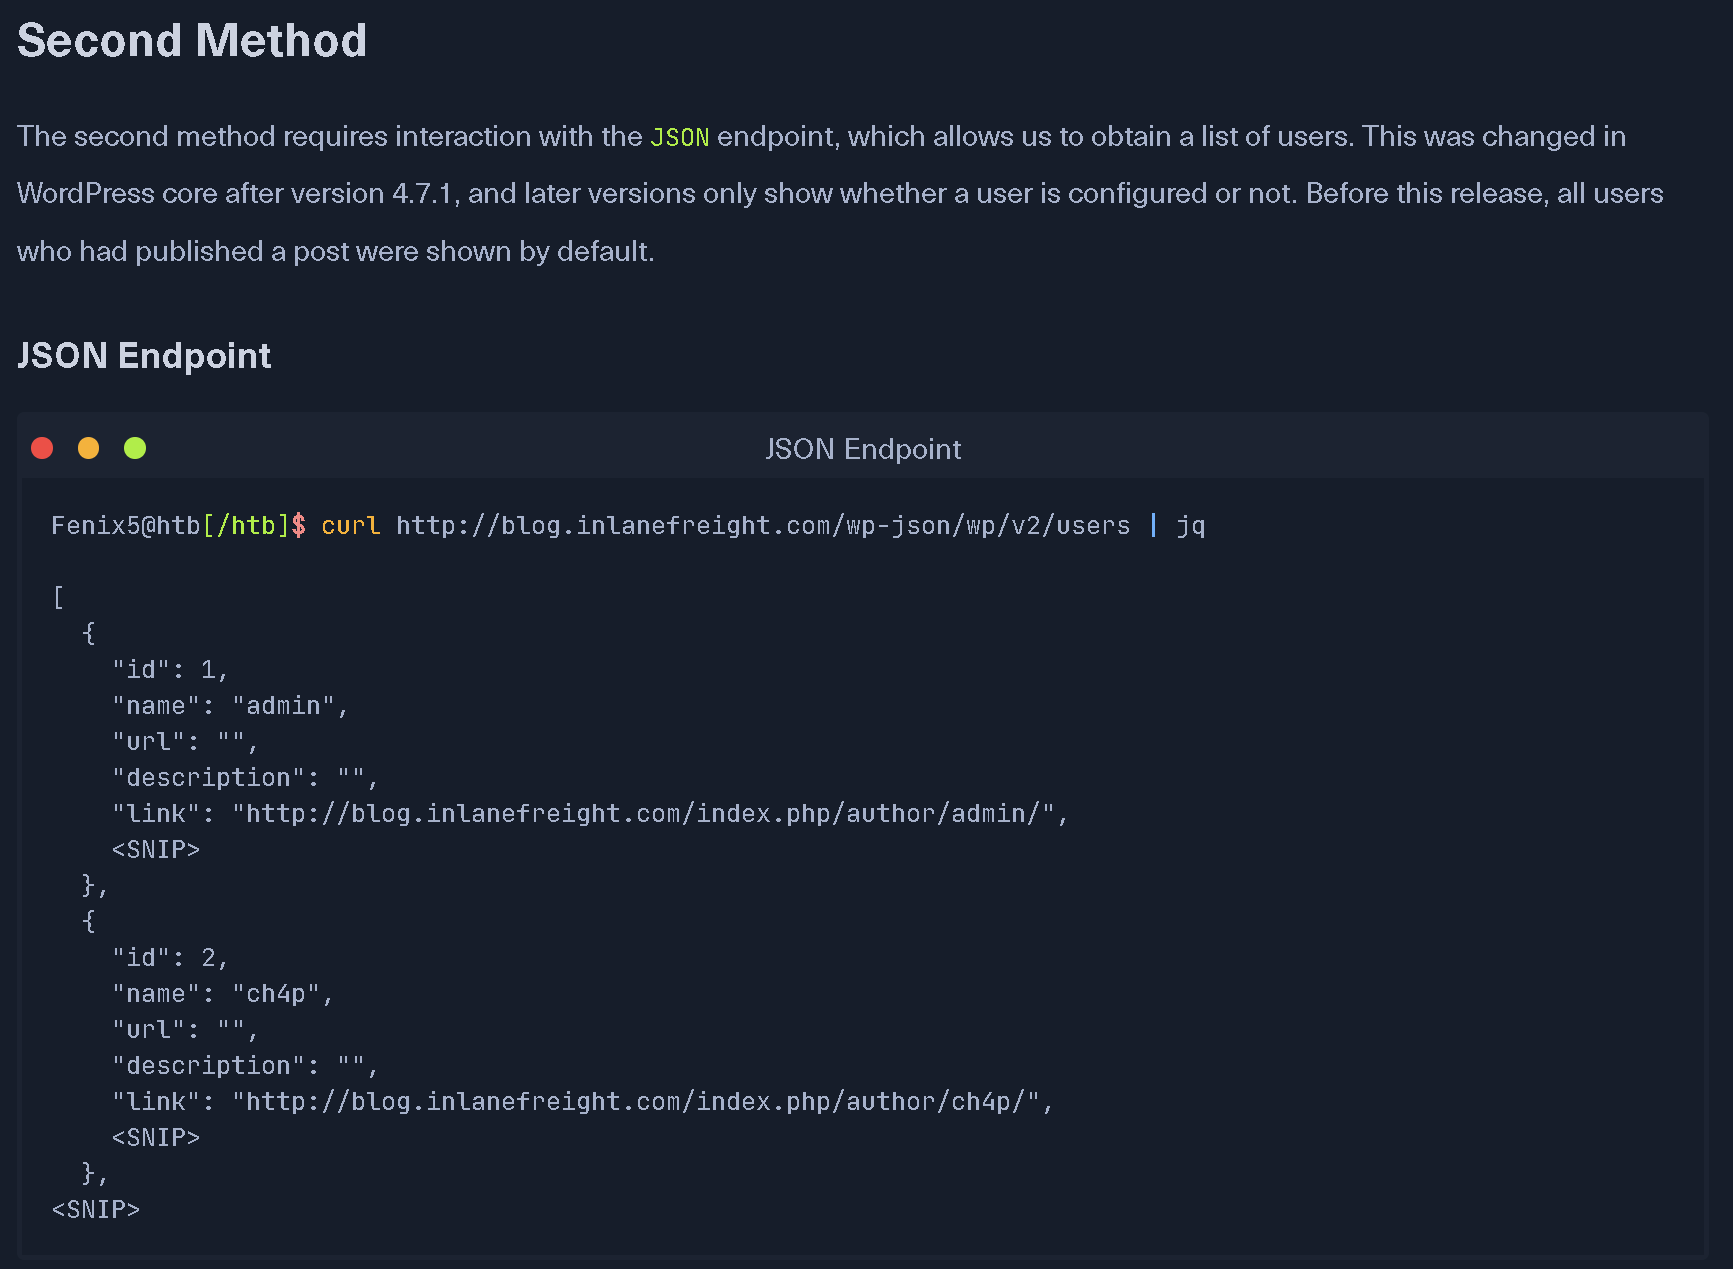 Second Method
The second method requires interaction with the JSON endpoint, which allows us to obtain a list of users. This was changed in
WordPress core after version 4.7.1, and later versions only show whether a user is configured or not. Before this release, all users
who had published a post were shown by default.
JSON Endpoint
JSON Endpoint
Fenix5@htb[/htb]$ curl http://blog.inlanefreight.com/wp-json/wp/v2/users | jq
[
  {
    "id": 1,
    "name": "admin",
    "url": "",
    "description": "",
    "link": "http://blog.inlanefreight.com/index.php/author/admin/",
    <SNIP>
  },
  {
    "id": 2,
    "name": "ch4p",
    "url": "",
    "description": "",
    "link": "http://blog.inlanefreight.com/index.php/author/ch4p/",
    <SNIP>
  },
<SNIP>